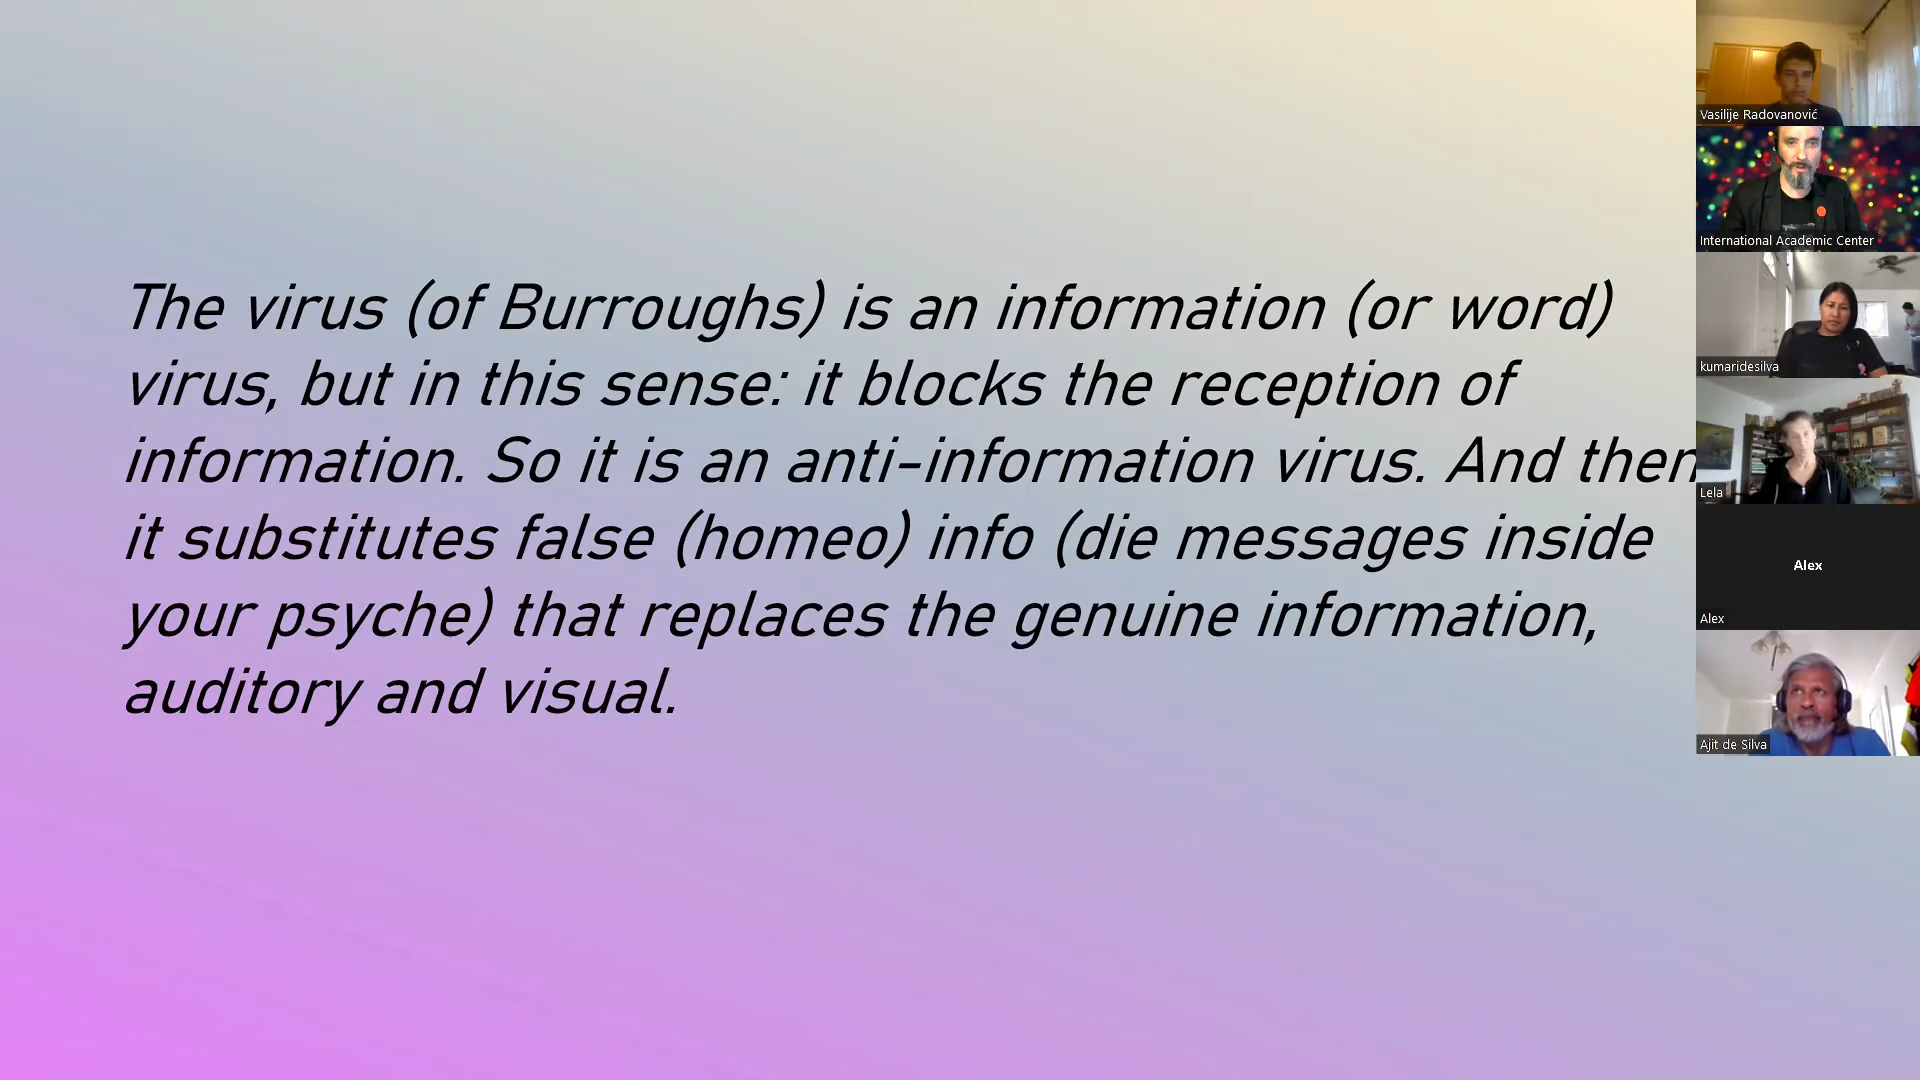 The virus (of Burroughs) is an information (or word)
virus, but in this sense: it blocks the reception of
information. So it is an anti-information virus. And then
it substitutes false (homeo) info (die messages inside
your psyche) that replaces the genuine information,
auditory and visual.
Vasilije Radovanović
International Academic Center
kumaridesilva
Lela
Alex
Alex
Ajit de Silva